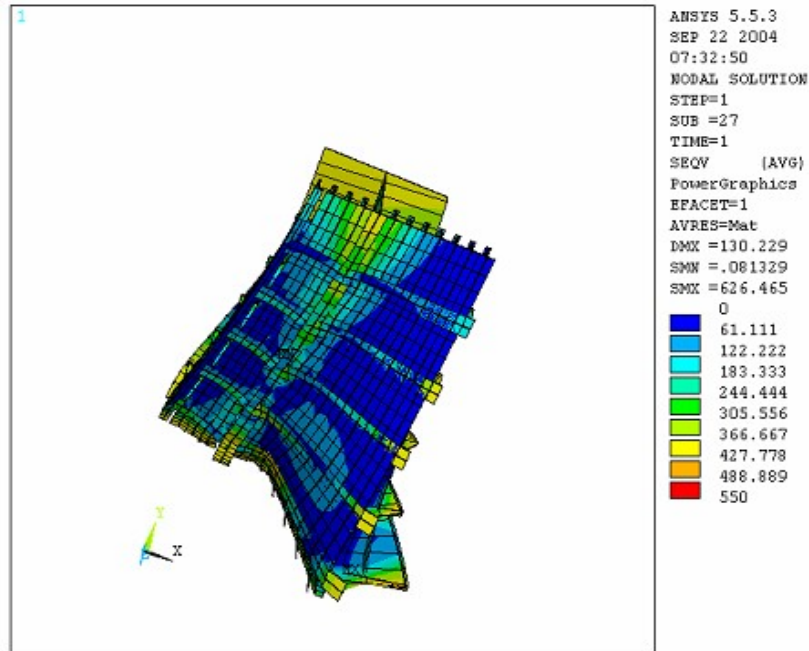 1
ANSYS 5.5.3
SEP 22 2004
07:32:50
NODAL SOLUTION
STEP=1
SUB =27
TIME=1
SEQV (AVG)
PowerGraphics
EFACET=1
AVRES=Mat
DMX =130.229
SMN =.081329
SMX =626.465
0
61.111
122.222
183.333
244.444
305.556
366.667
427.778
488.889
550
Y
X